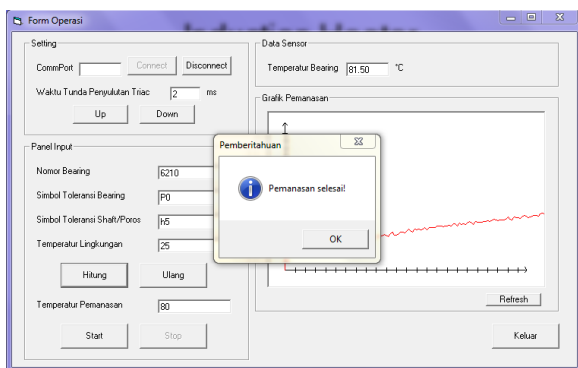 Form Operasi
Setting
CommPort
Connect
Disconnect
Waktu Tunda Penyulutan Triac 2 ms
Up
Down
Data Sensor
Temperatur Bearing 81.50 °C
Grafik Pemanasan
Panel Input
Nomor Bearing 6210
Simbol Toleransi Bearing P0
Simbol Toleransi Shaft/Poros h5
Temperatur Lingkungan 25
Hitung
Ulang
Temperatur Pemanasan 80
Start
Stop
Pemberitahuan
Pemanasan selesai!
OK
Refresh
Keluar